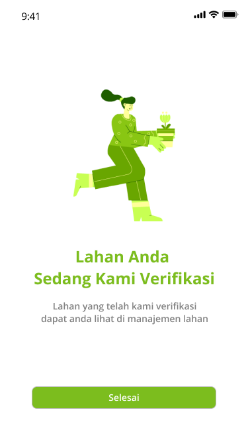 9:41
Lahan Anda
Sedang Kami Verifikasi
Lahan yang telah kami verifikasi
dapat anda lihat di manajemen lahan
Selesai